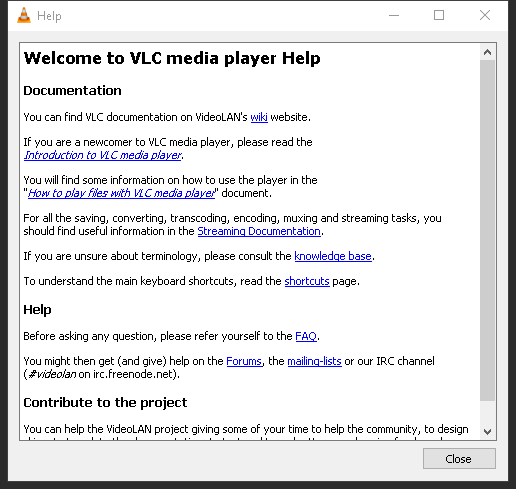 Help
Welcome to VLC media player Help
Documentation
You can find VLC documentation on VideoLAN's wiki website.
If you are a newcomer to VLC media player, please read the
Introduction to VLC media player.
You will find some information on how to use the player in the
"How to play files with VLC media player" document.
For all the saving, converting, transcoding, encoding, muxing and streaming tasks, you
should find useful information in the Streaming Documentation.
If you are unsure about terminology, please consult the knowledge base.
To understand the main keyboard shortcuts, read the shortcuts page.
Help
Before asking any question, please refer yourself to the FAQ.
You might then get (and give) help on the Forums, the mailing-lists or our IRC channel
(#videolan on irc.freenode.net).
Contribute to the project
You can help the VideoLAN project giving some of your time to help the community, to design
Close